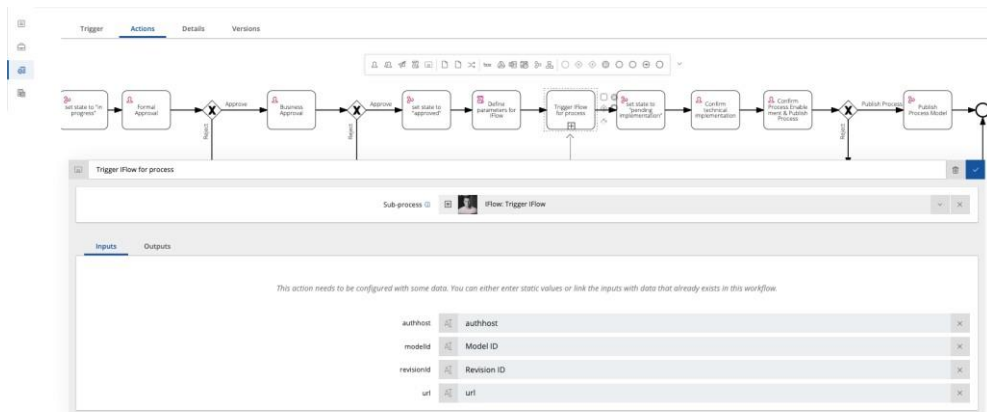 Trigger Actions Details Versions
set state to "in
progress"
Formal
Approval
Approve
Reject
Business
Approval
Approve
Reject
set state to
"approved"
Define
parameters for
IFlow
Trigger IFlow
for process
set state to
"pending
implementation"
Confirm
technical
implementation
Confirm
Process Enable
ment & Publish
Process
Publish Process
Reject
Publish
Process Model
Trigger IFlow for process
Sub-process IFlow: Trigger IFlow
Inputs Outputs
This action needs to be configured with some data. You can either enter static values or link the inputs with data that already exists in this workflow.
authhost authhost
modelId Model ID
revisionId Revision ID
url url